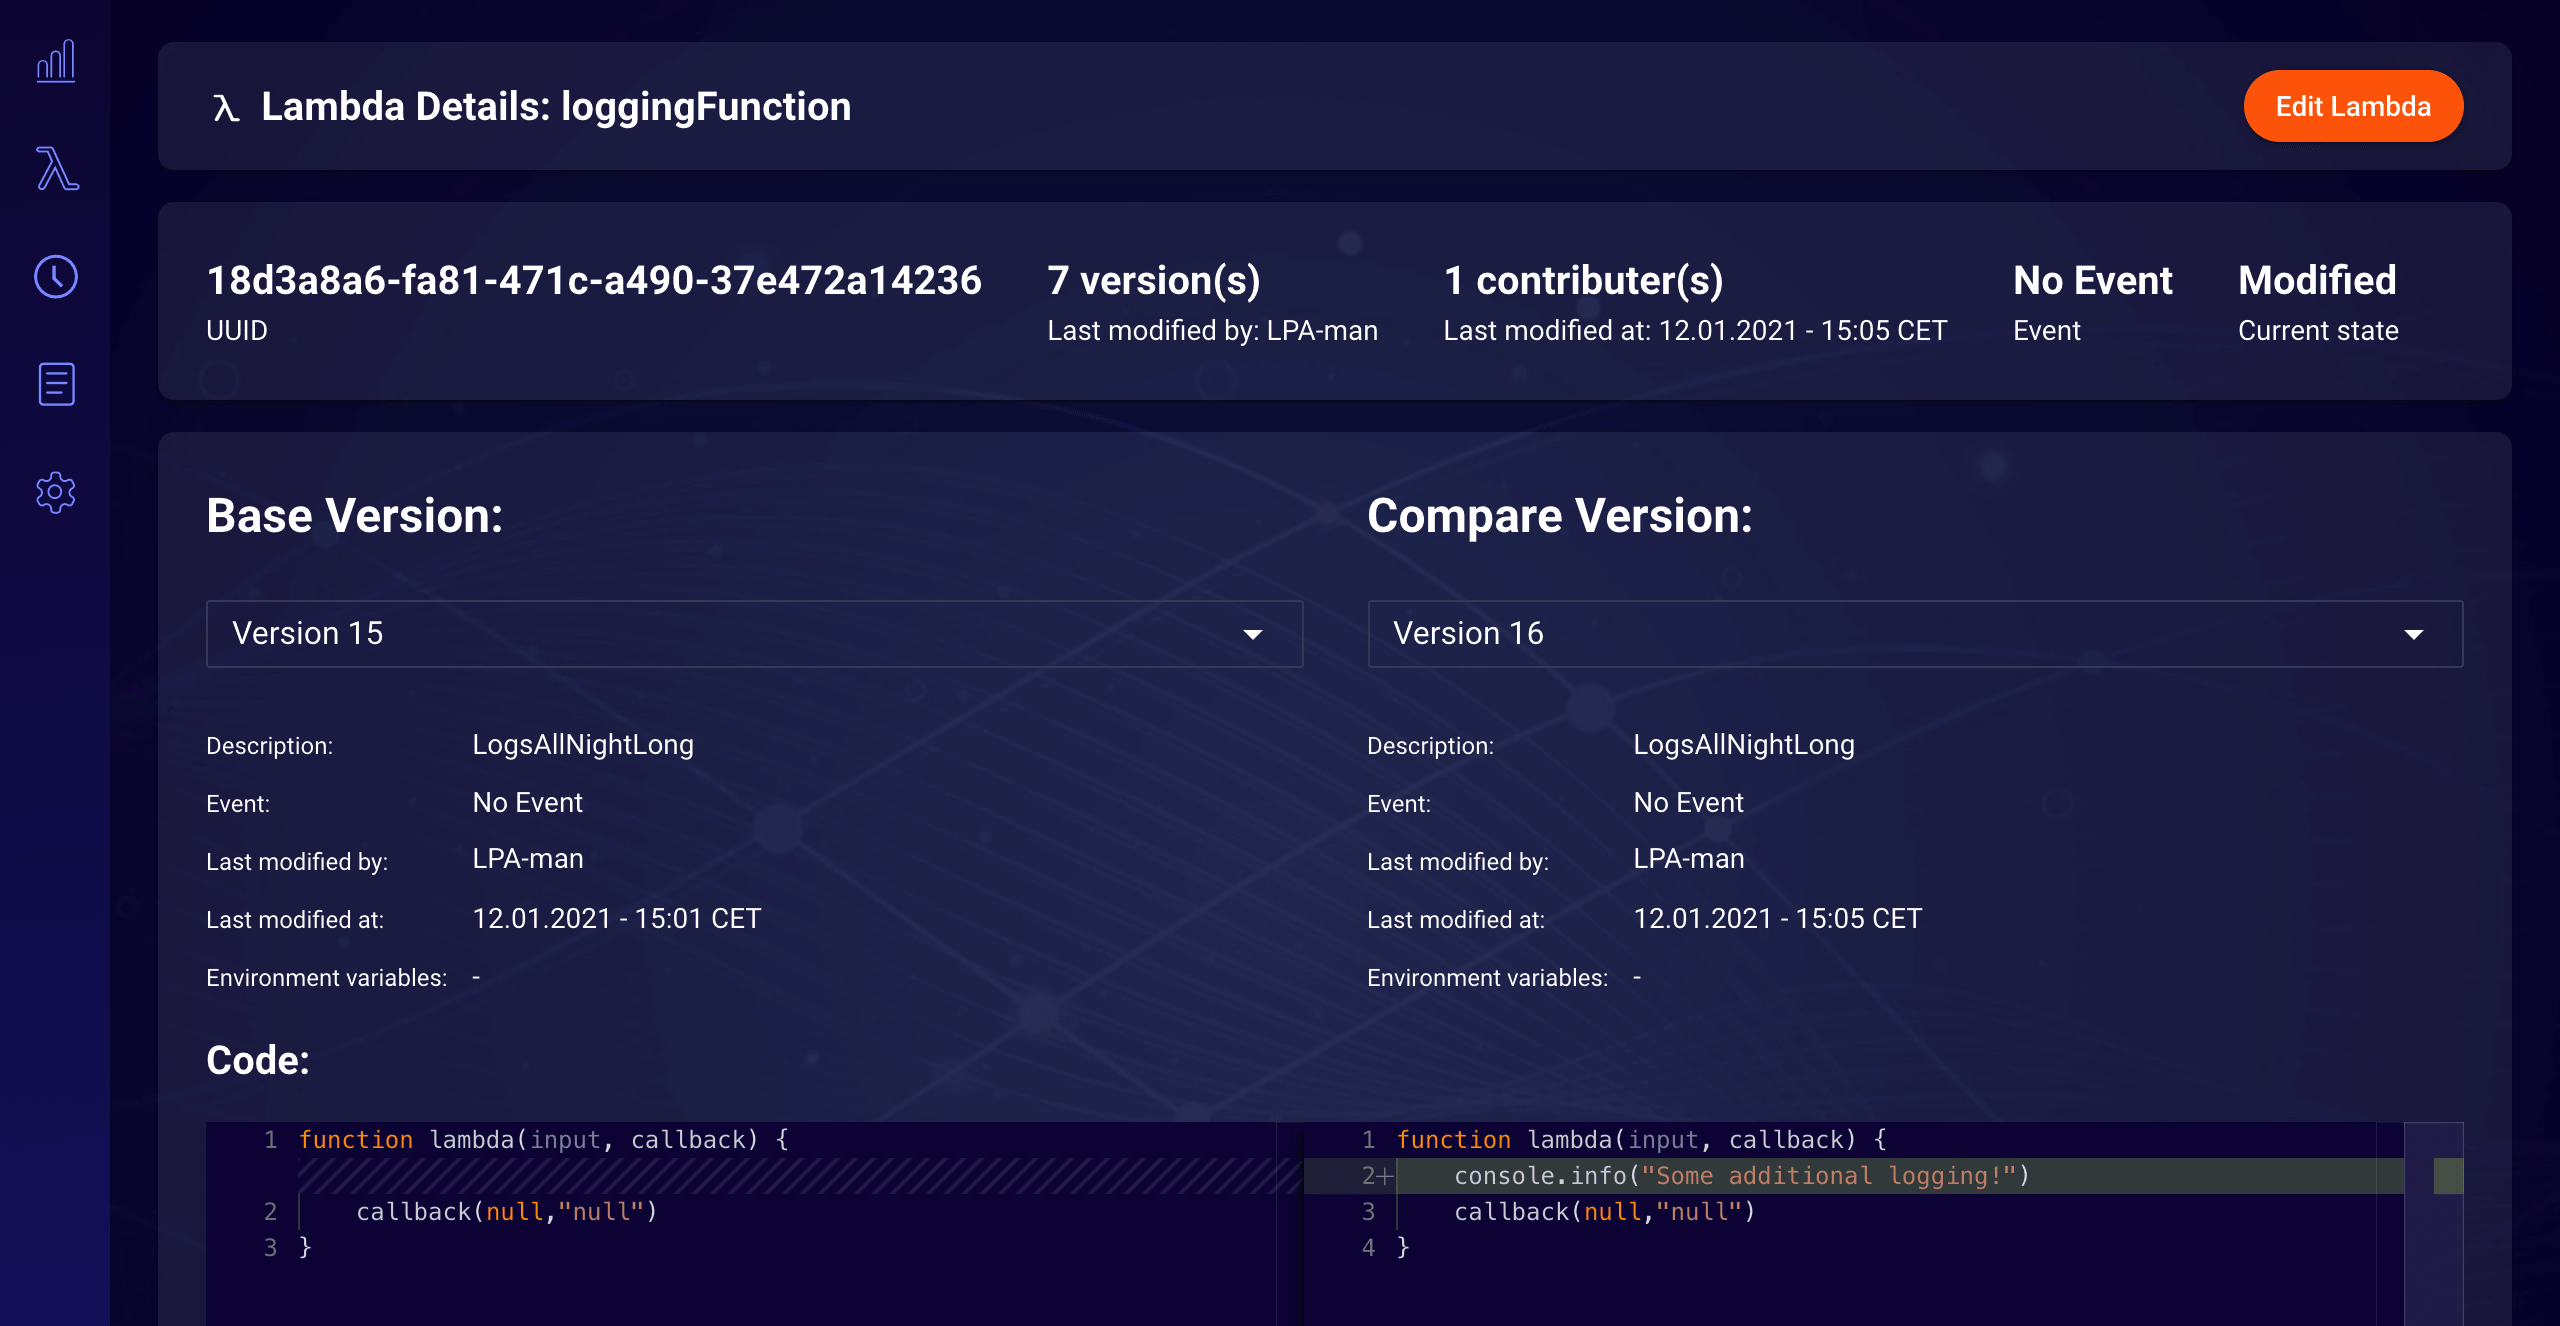 λ Lambda Details: loggingFunction
Edit Lambda
18d3a8a6-fa81-471c-a490-37e472a14236
UUID
7 version(s)
Last modified by: LPA-man
1 contributer(s)
Last modified at: 12.01.2021 - 15:05 CET
No Event
Event
Modified
Current state
Base Version:
Version 15
Description: LogsAllNightLong
Event: No Event
Last modified by: LPA-man
Last modified at: 12.01.2021 - 15:01 CET
Environment variables: -
Compare Version:
Version 16
Description: LogsAllNightLong
Event: No Event
Last modified by: LPA-man
Last modified at: 12.01.2021 - 15:05 CET
Environment variables: -
Code:
1 function lambda(input, callback) {
2 callback(null,"null")
3 }
1 function lambda(input, callback) {
2+ console.info("Some additional logging!")
3 callback(null,"null")
4 }